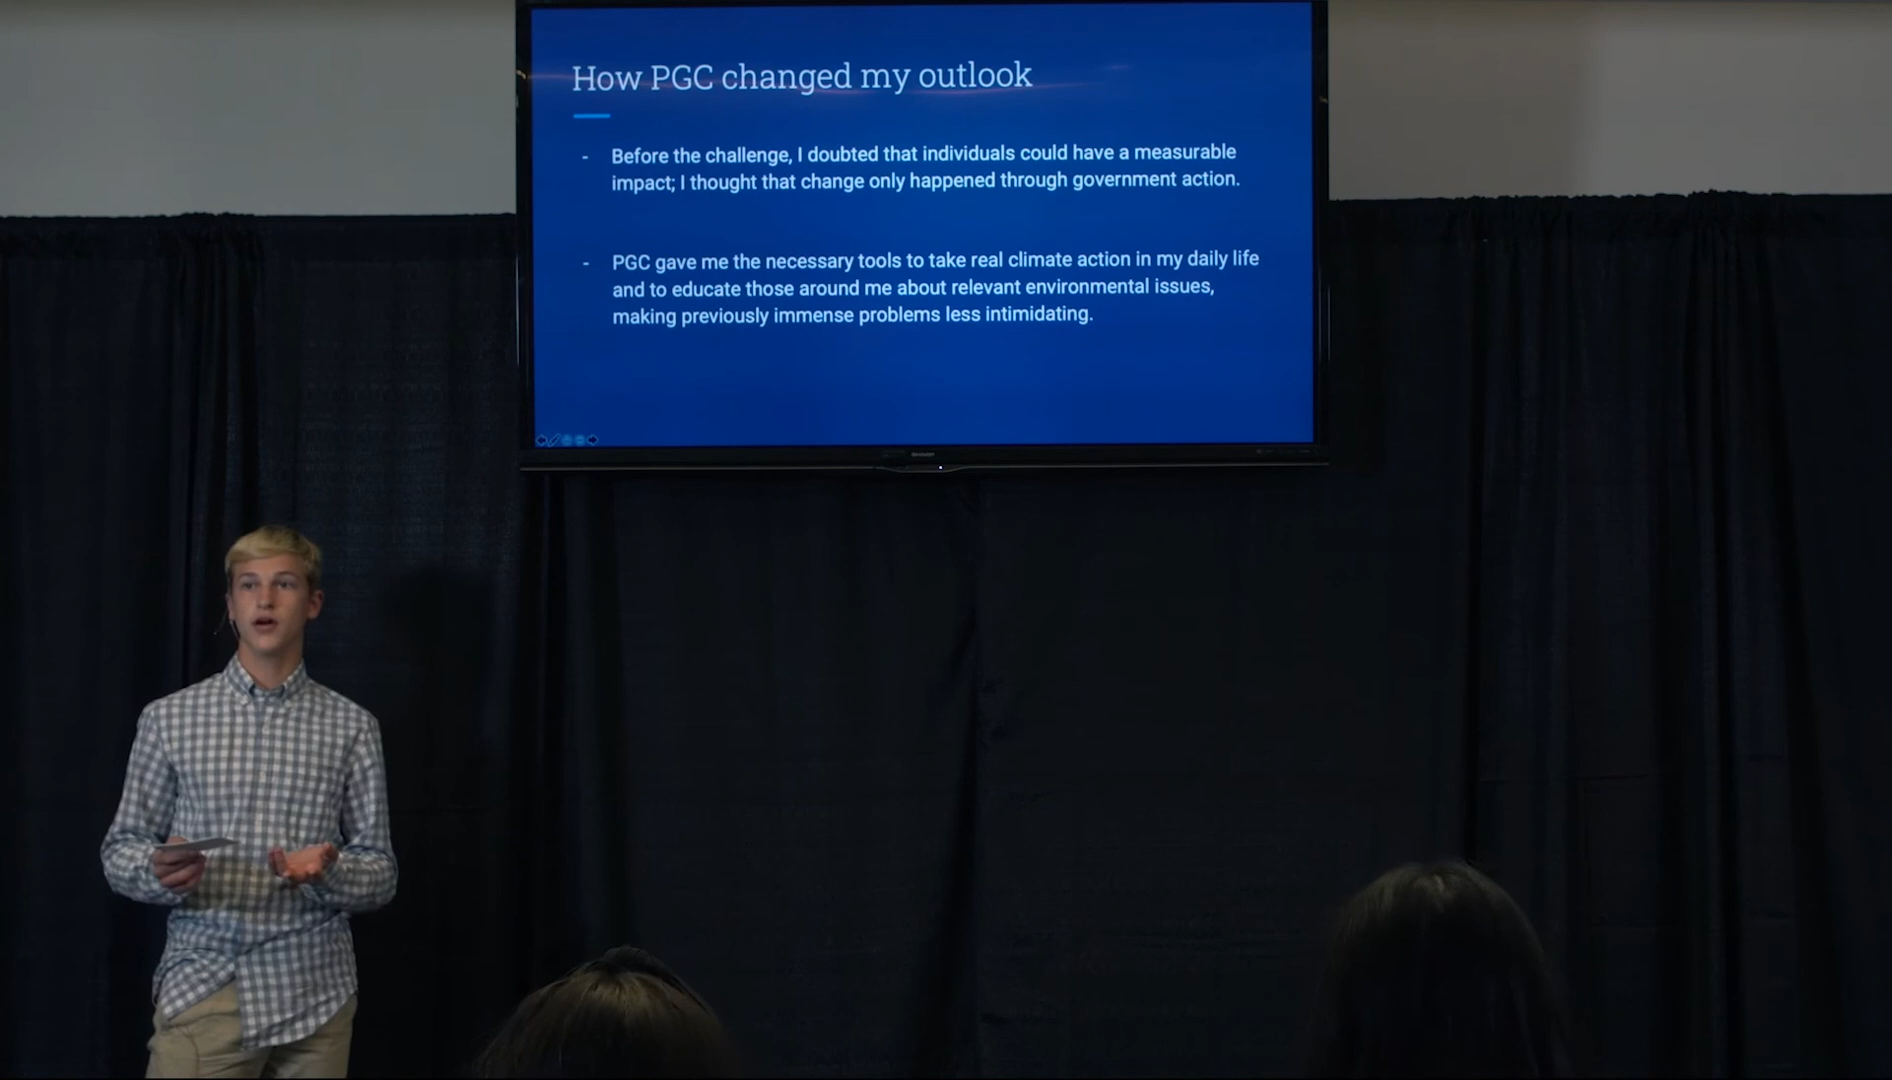 How PGC changed my outlook
- Before the challenge, I doubted that individuals could have a measurable
impact; I thought that change only happened through government action.
- PGC gave me the necessary tools to take real climate action in my daily life
and to educate those around me about relevant environmental issues,
making previously immense problems less intimidating.
SHARP